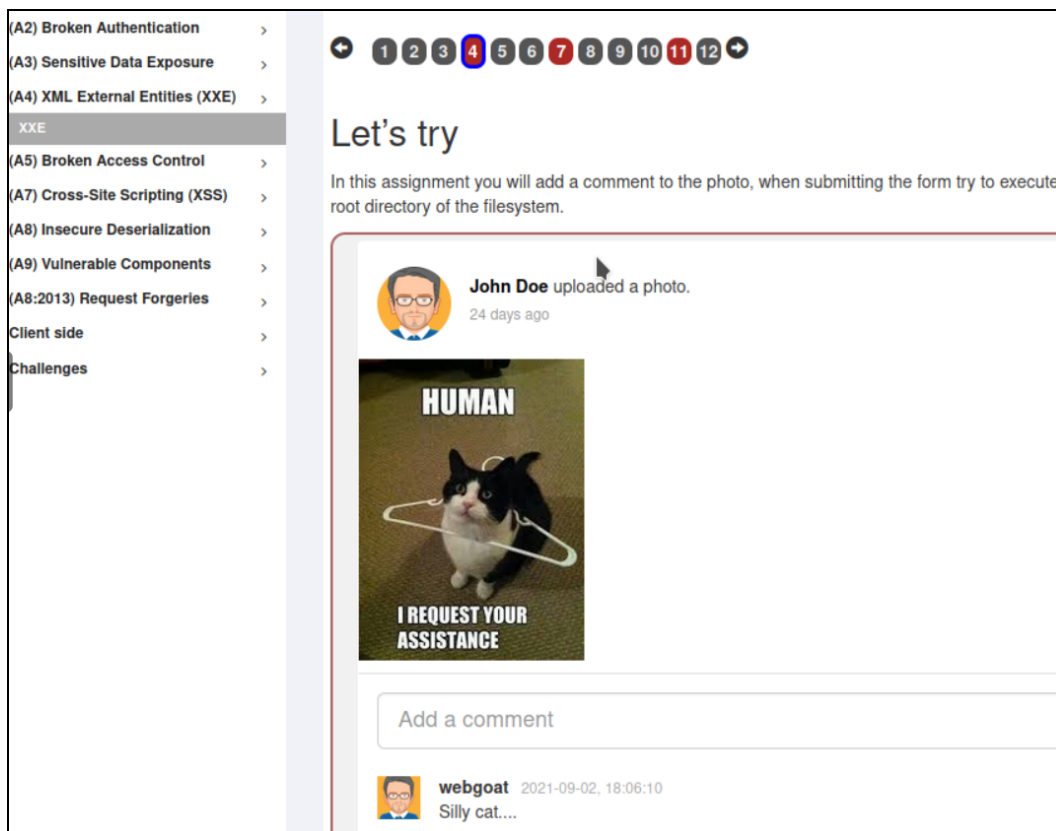 (A2) Broken Authentication
(A3) Sensitive Data Exposure
(A4) XML External Entities (XXE)
XXE
(A5) Broken Access Control
(A7) Cross-Site Scripting (XSS)
(A8) Insecure Deserialization
(A9) Vulnerable Components
(A8:2013) Request Forgeries
Client side
Challenges
1 2 3 4 5 6 7 8 9 10 11 12
Let’s try
In this assignment you will add a comment to the photo, when submitting the form try to execute
root directory of the filesystem.
John Doe uploaded a photo.
24 days ago
HUMAN
I REQUEST YOUR
ASSISTANCE
Add a comment
webgoat 2021-09-02, 18:06:10
Silly cat....